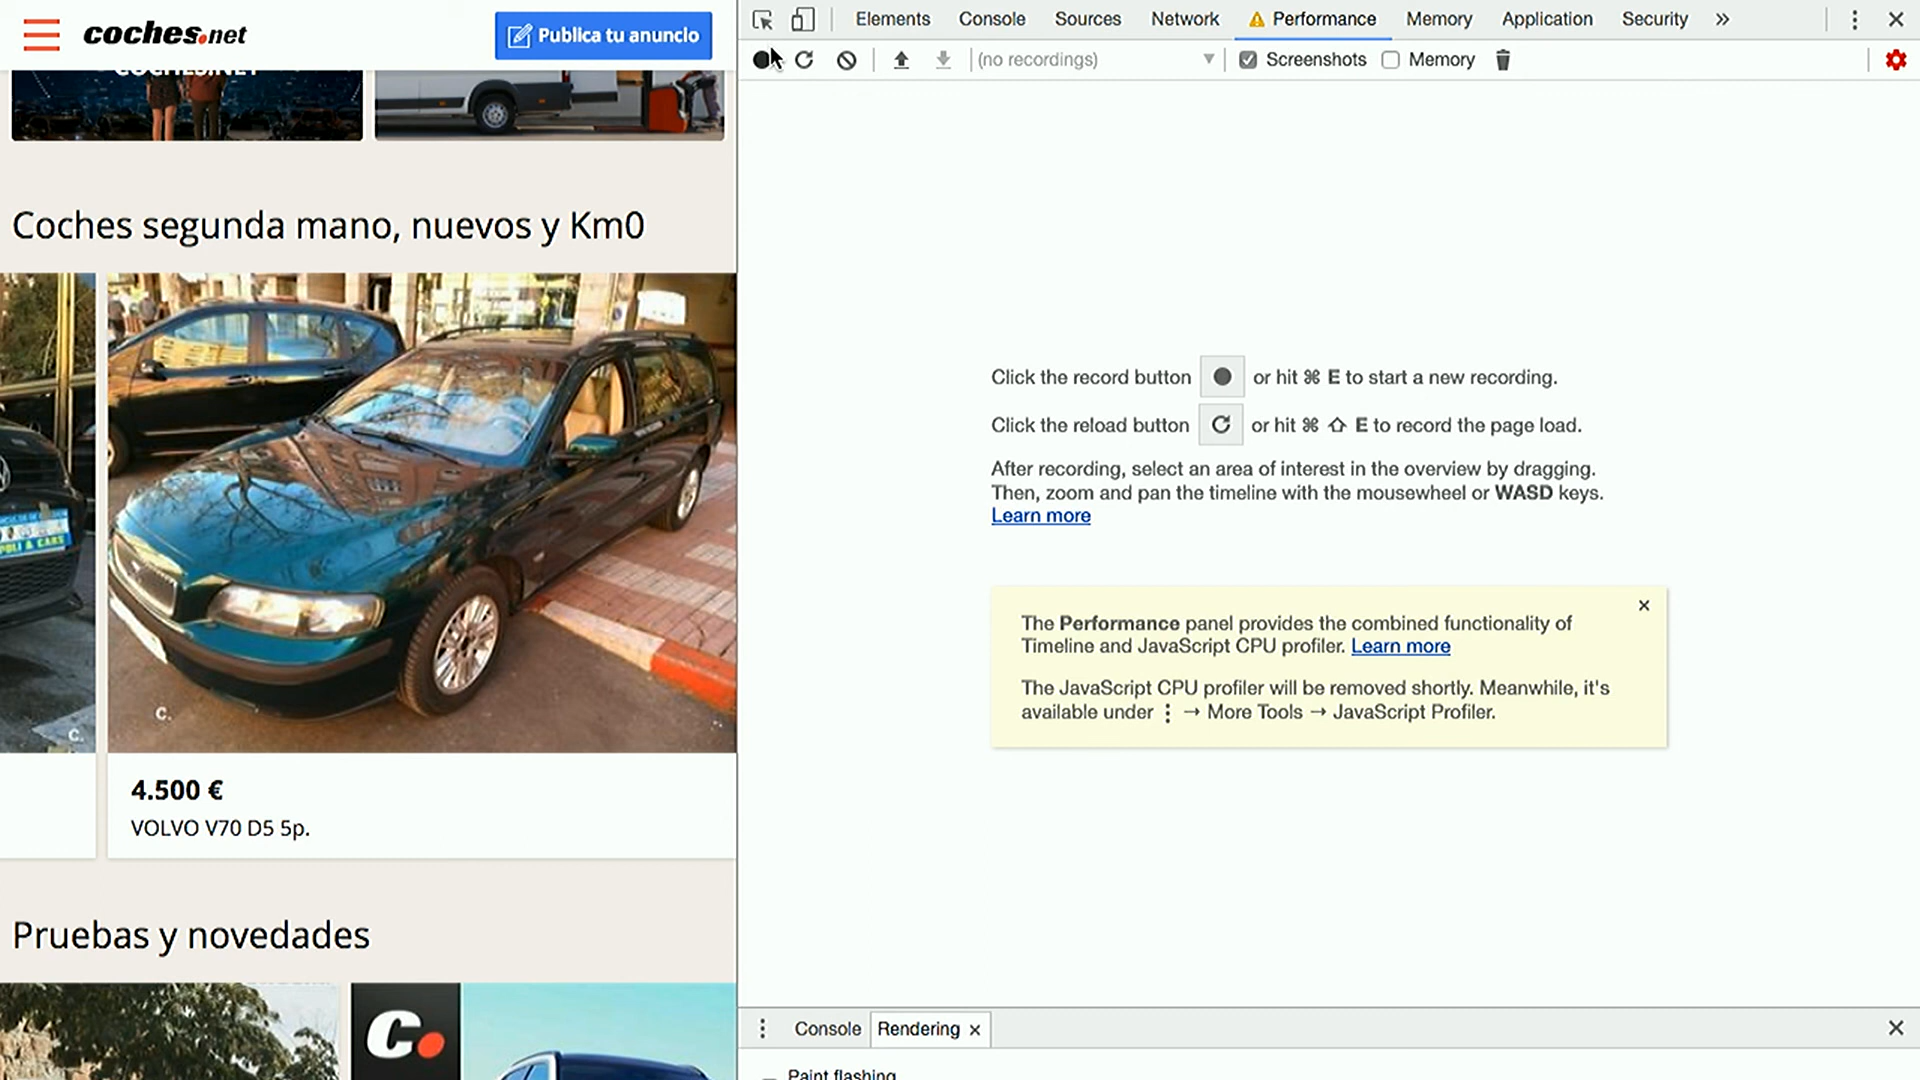 coches.net
Publica tu anuncio
COCHES.NET
Coches segunda mano, nuevos y Km0
C.
C.
4.500 €
VOLVO V70 D5 5p.
Pruebas y novedades
C.
Elements Console Sources Network Performance Memory Application Security »
(no recordings) Screenshots Memory
Click the record button or hit ⌘ E to start a new recording.
Click the reload button or hit ⌘ ⇧ E to record the page load.
After recording, select an area of interest in the overview by dragging.
Then, zoom and pan the timeline with the mousewheel or WASD keys.
Learn more
The Performance panel provides the combined functionality of
Timeline and JavaScript CPU profiler. Learn more
The JavaScript CPU profiler will be removed shortly. Meanwhile, it's
available under ⋮ → More Tools → JavaScript Profiler.
Console Rendering ×
Paint flashing